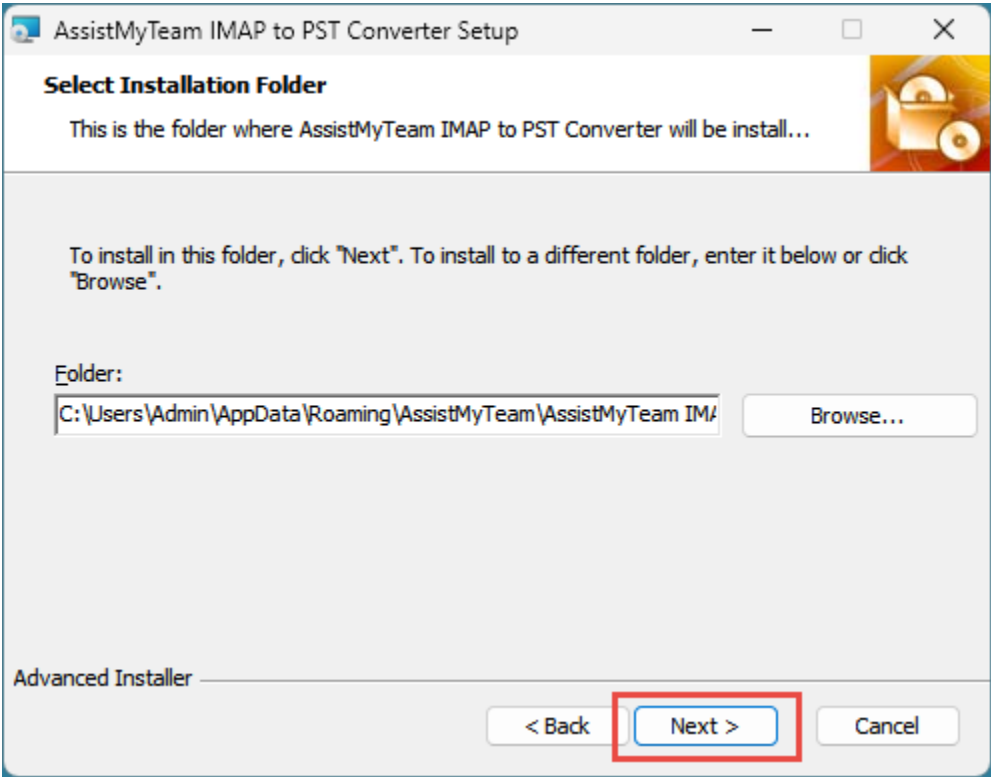 AssistMyTeam IMAP to PST Converter Setup
Select Installation Folder
This is the folder where AssistMyTeam IMAP to PST Converter will be install...
To install in this folder, click "Next". To install to a different folder, enter it below or click
"Browse".
Folder:
C:\Users\Admin\AppData\Roaming\AssistMyTeam\AssistMyTeam IMA
Browse...
Advanced Installer
< Back
Next >
Cancel